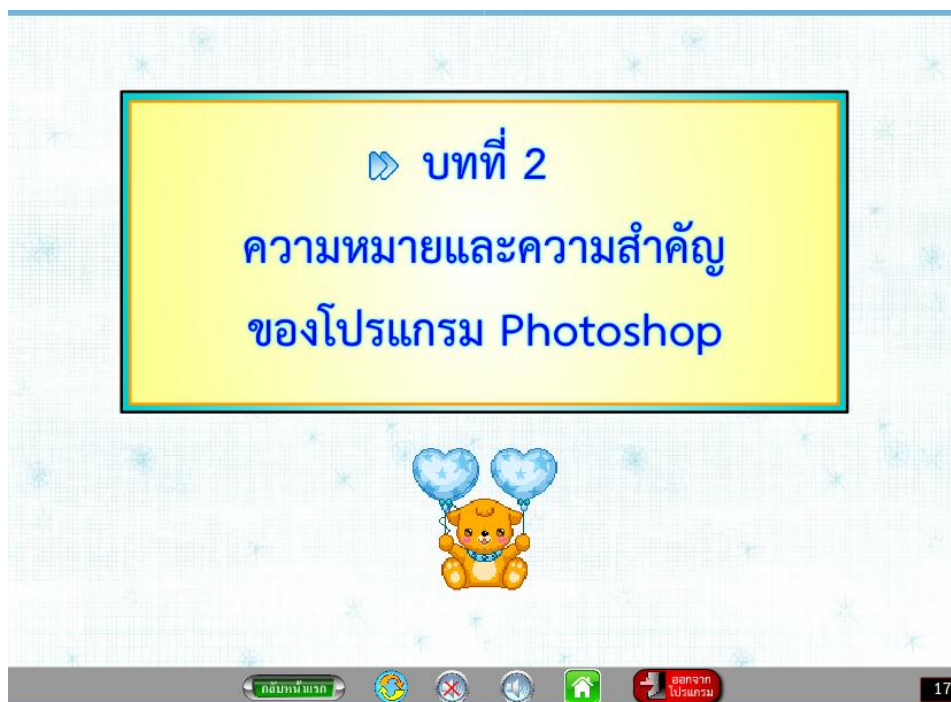 บทที่ 2
ความหมายและความสำคัญ
ของโปรแกรม Photoshop
กลับหน้าแรก
ออกจาก
โปรแกรม
17